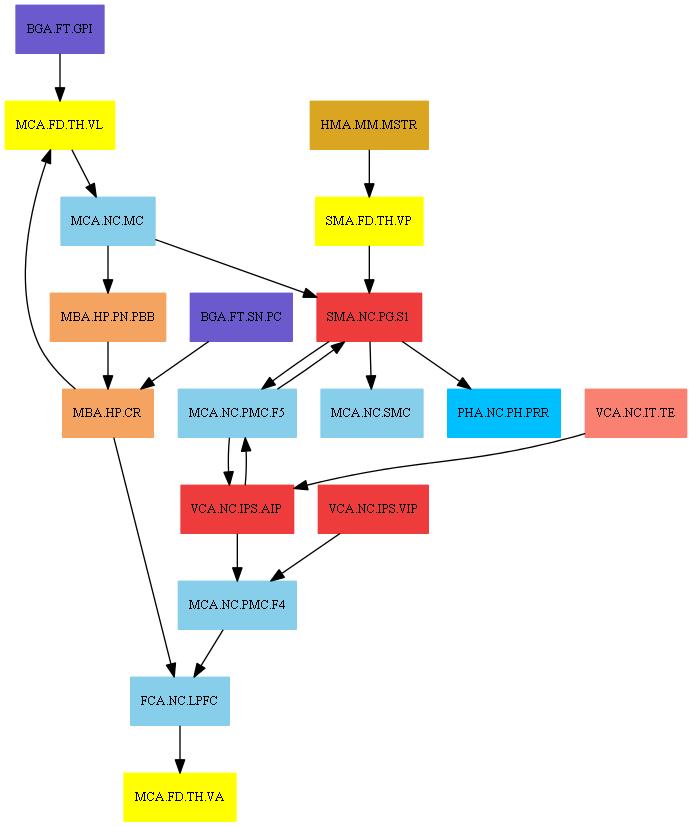 BGA.FT.GPI
MCA.FD.TH.VL
HMA.MM.MSTR
MCA.NC.MC
SMA.FD.TH.VP
MBA.HP.PN.PBB
BGA.FT.SN.PC
SMA.NC.PG.S1
MBA.HP.CR
MCA.NC.PMC.F5
MCA.NC.SMC
PHA.NC.PH.PRR
VCA.NC.IT.TE
VCA.NC.IPS.AIP
VCA.NC.IPS.VIP
MCA.NC.PMC.F4
FCA.NC.LPFC
MCA.FD.TH.VA